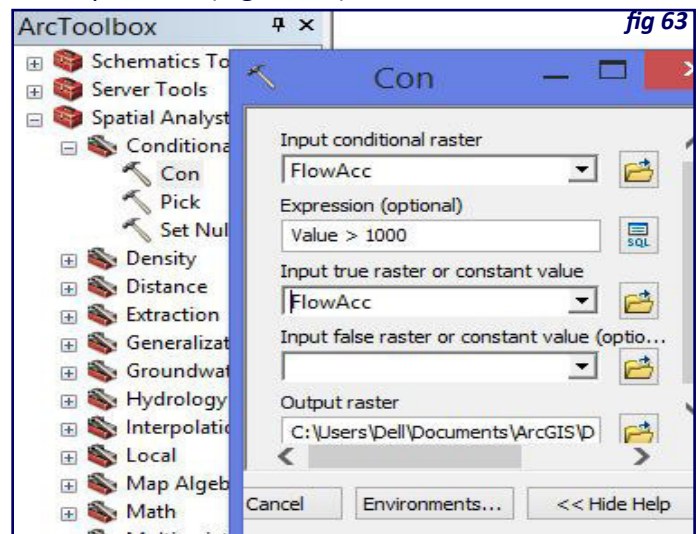 ArcToolbox
fig 63
Schematics To
Server Tools
Spatial Analyst
Conditiona
Con
Pick
Set Nul
Density
Distance
Extraction
Generalizat
Groundwat
Hydrology
Interpolatio
Local
Map Algeb
Math
Con
Input conditional raster
FlowAcc
Expression (optional)
Value > 1000
SQL
Input true raster or constant value
FlowAcc
Input false raster or constant value (optio...
Output raster
C:\Users\Dell\Documents\ArcGIS\D
Cancel
Environments...
<< Hide Help